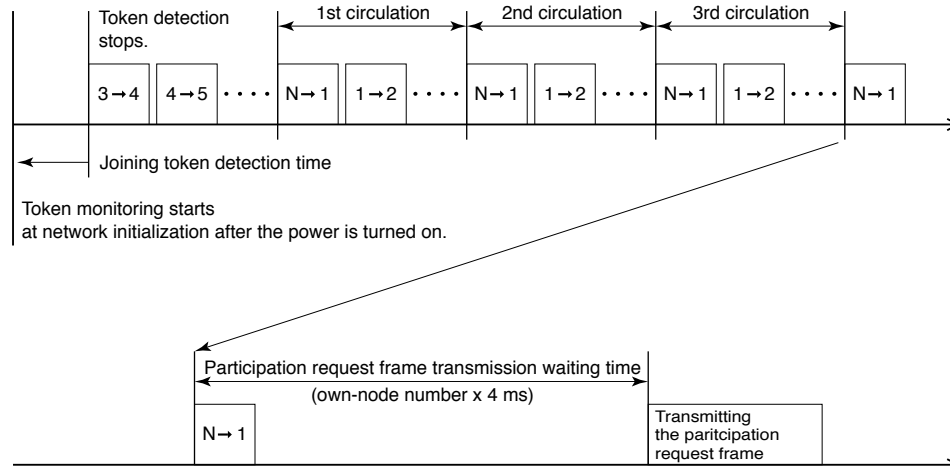 Token detection
stops.
1st circulation
2nd circulation
3rd circulation
3→4
4→5
· · · ·
N→1
1→2
· · · ·
N→1
1→2
· · · ·
N→1
1→2
· · · ·
N→1
Joining token detection time
Token monitoring starts
at network initialization after the power is turned on.
Participation request frame transmission waiting time
(own-node number x 4 ms)
N→1
Transmitting
the paritcipation
request frame